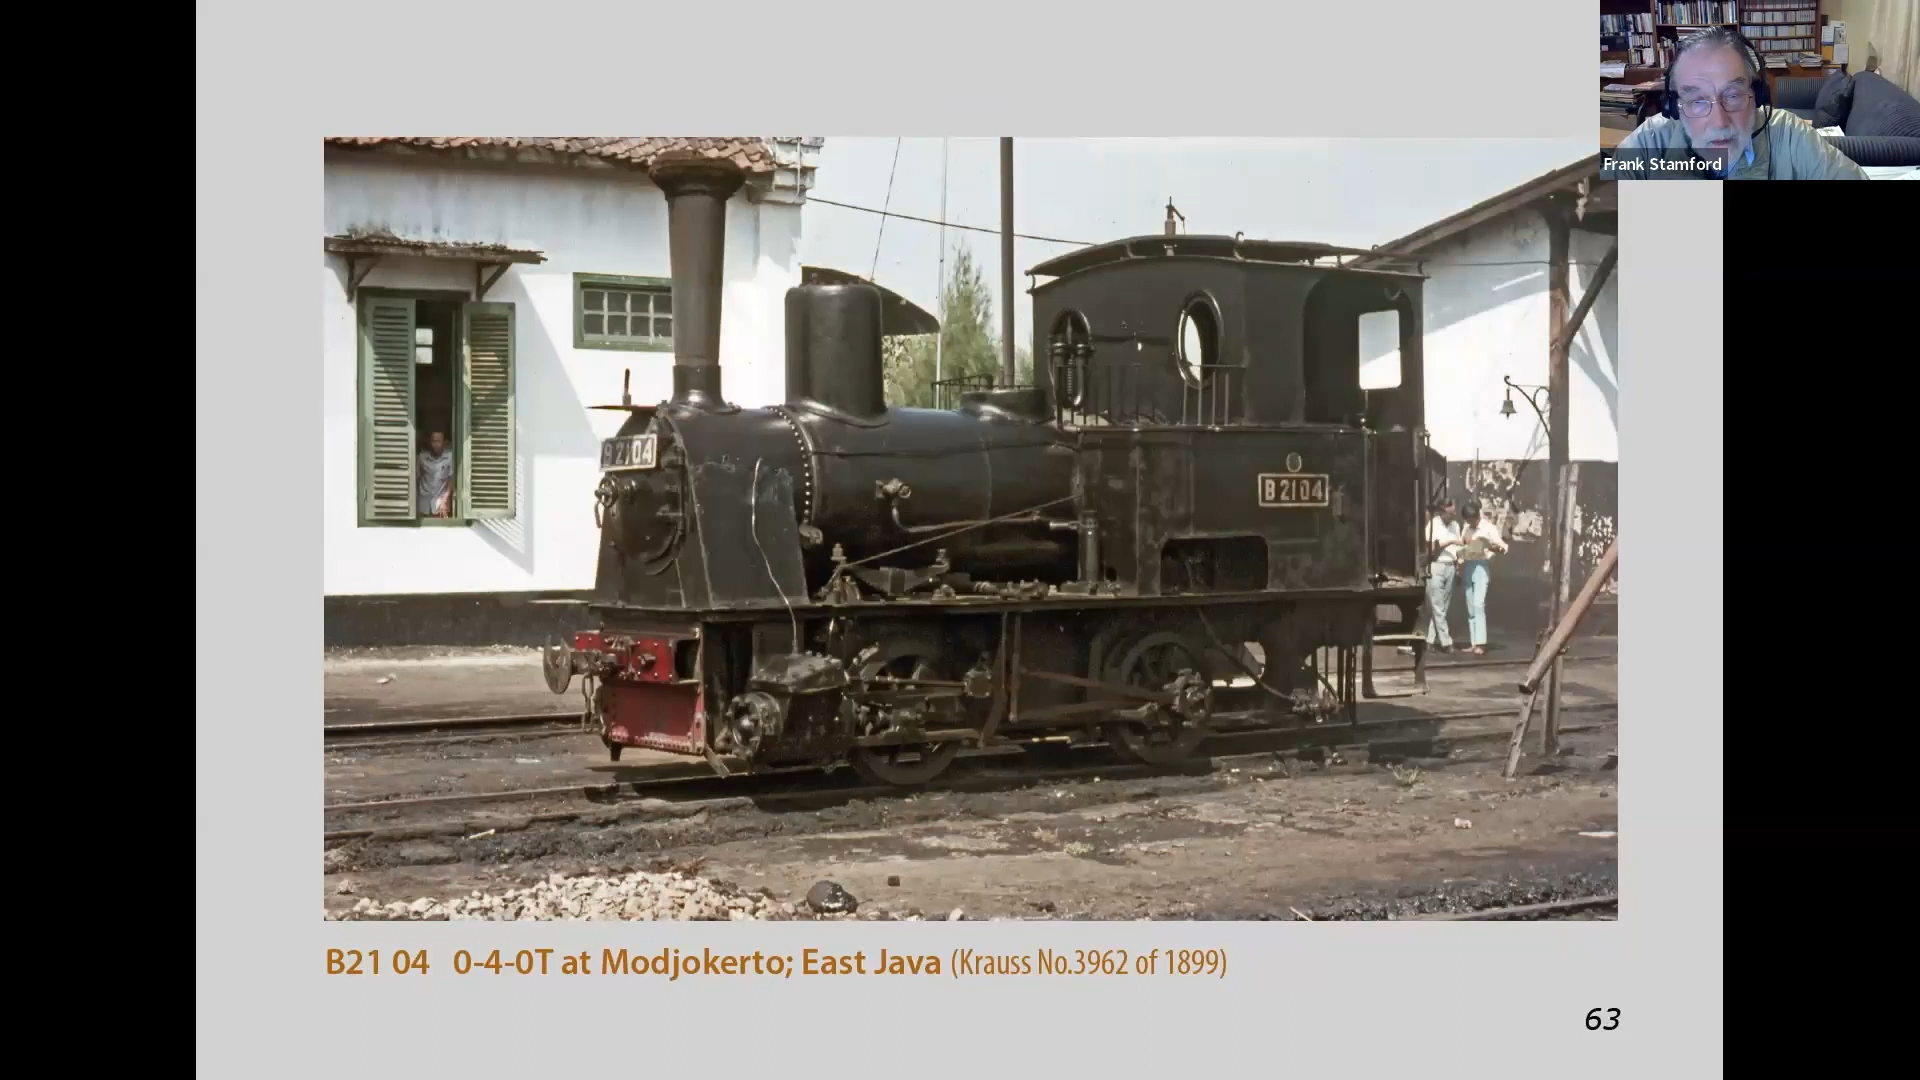 Frank Stamford
B2104
B2104
B21 04 0-4-0T at Modjokerto; East Java (Krauss No.3962 of 1899)
63